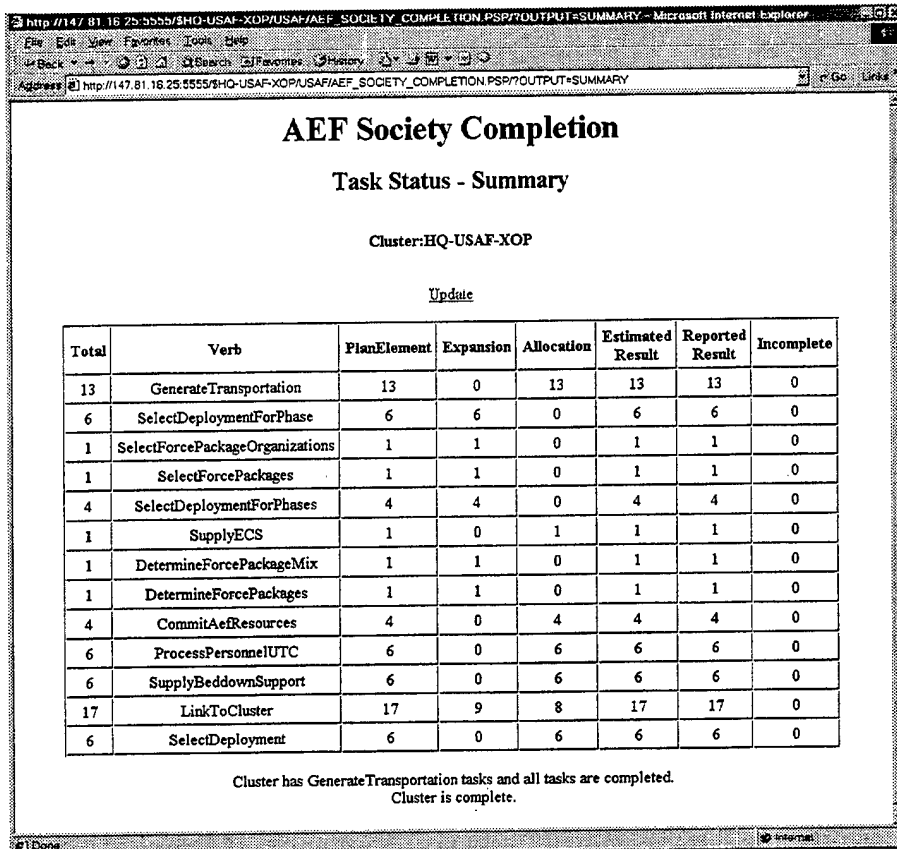 http://147.81.16.25:5555/$HQ-USAF-XOP/USAF/AEF_SOCIETY_COMPLETION.PSP/?OUTPUT=SUMMARY - Microsoft Internet Explorer
File Edit View Favorites Tools Help
Back Search Favorites History
Address http://147.81.16.25:5555/$HQ-USAF-XOP/USAF/AEF_SOCIETY_COMPLETION.PSP/?OUTPUT=SUMMARY Go Links
AEF Society Completion
Task Status - Summary
Cluster:HQ-USAF-XOP
Update
Total Verb PlanElement Expansion Allocation Estimated Result Reported Result Incomplete
13 GenerateTransportation 13 0 13 13 13 0
6 SelectDeploymentForPhase 6 6 0 6 6 0
1 SelectForcePackageOrganizations 1 1 0 1 1 0
1 SelectForcePackages 1 1 0 1 1 0
4 SelectDeploymentForPhases 4 4 0 4 4 0
1 SupplyECS 1 0 1 1 1 0
1 DetermineForcePackageMix 1 1 0 1 1 0
1 DetermineForcePackages 1 1 0 1 1 0
4 CommitAefResources 4 0 4 4 4 0
6 ProcessPersonnelUTC 6 0 6 6 6 0
6 SupplyBeddownSupport 6 0 6 6 6 0
17 LinkToCluster 17 9 8 17 17 0
6 SelectDeployment 6 0 6 6 6 0
Cluster has GenerateTransportation tasks and all tasks are completed.
Cluster is complete.
Done Internet